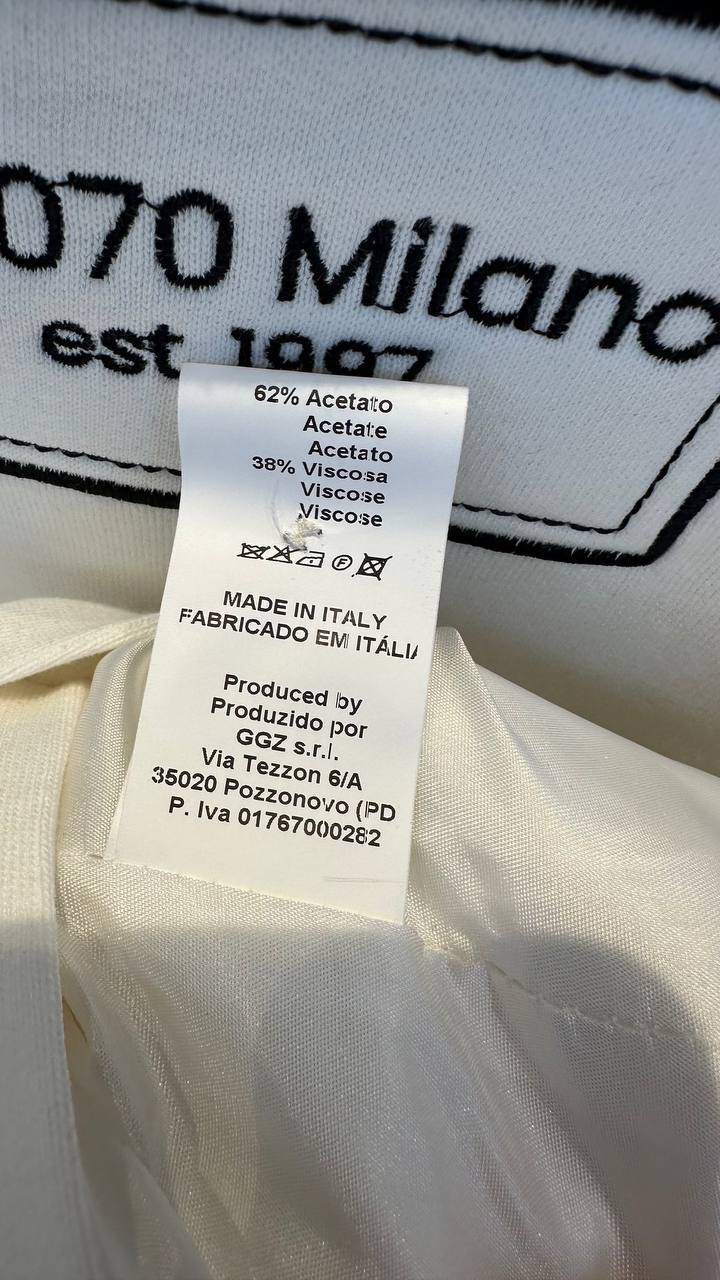 070 Milano
est. 1997
62% Acetato
Acetate
Acetato
38% Viscosa
Viscose
Viscose
MADE IN ITALY
FABRICADO EM ITÁLIA
Produced by
Produzido por
GGZ s.r.l.
Via Tezzon 6/A
35020 Pozzonovo (PD
P. Iva 01767000282